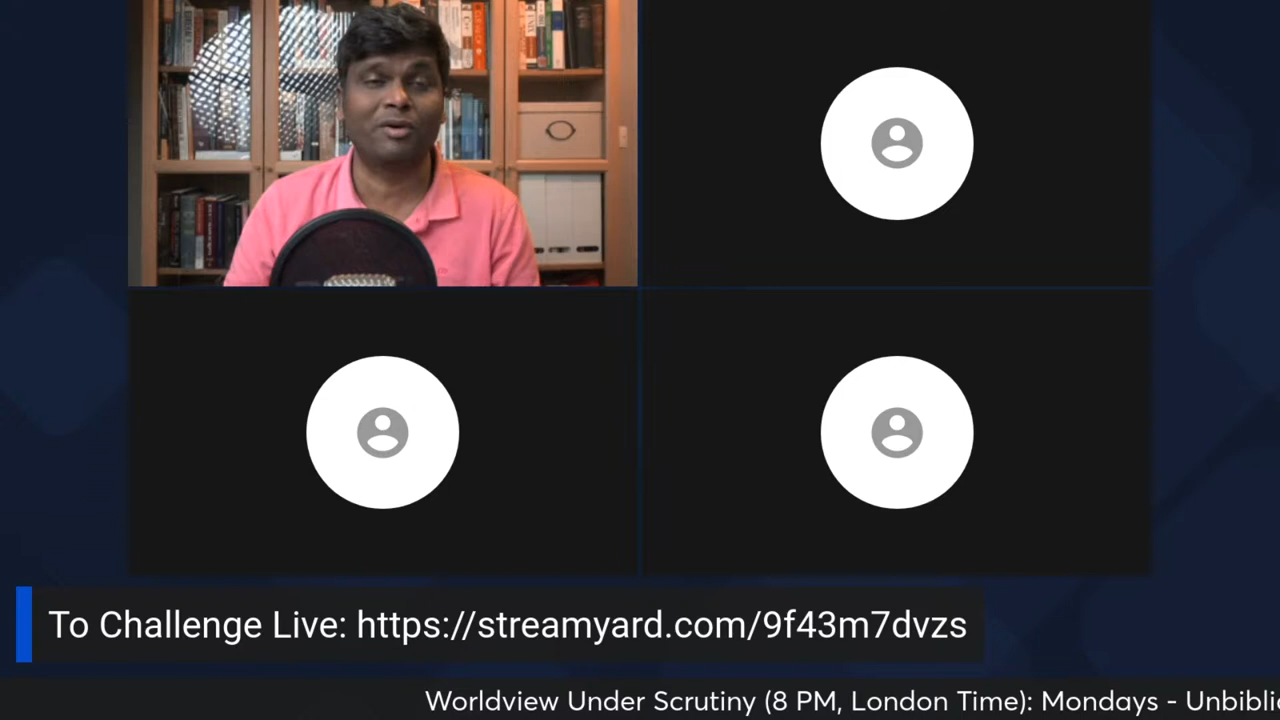 To Challenge Live: https://streamyard.com/9f43m7dvzs
Worldview Under Scrutiny (8 PM, London Time): Mondays -